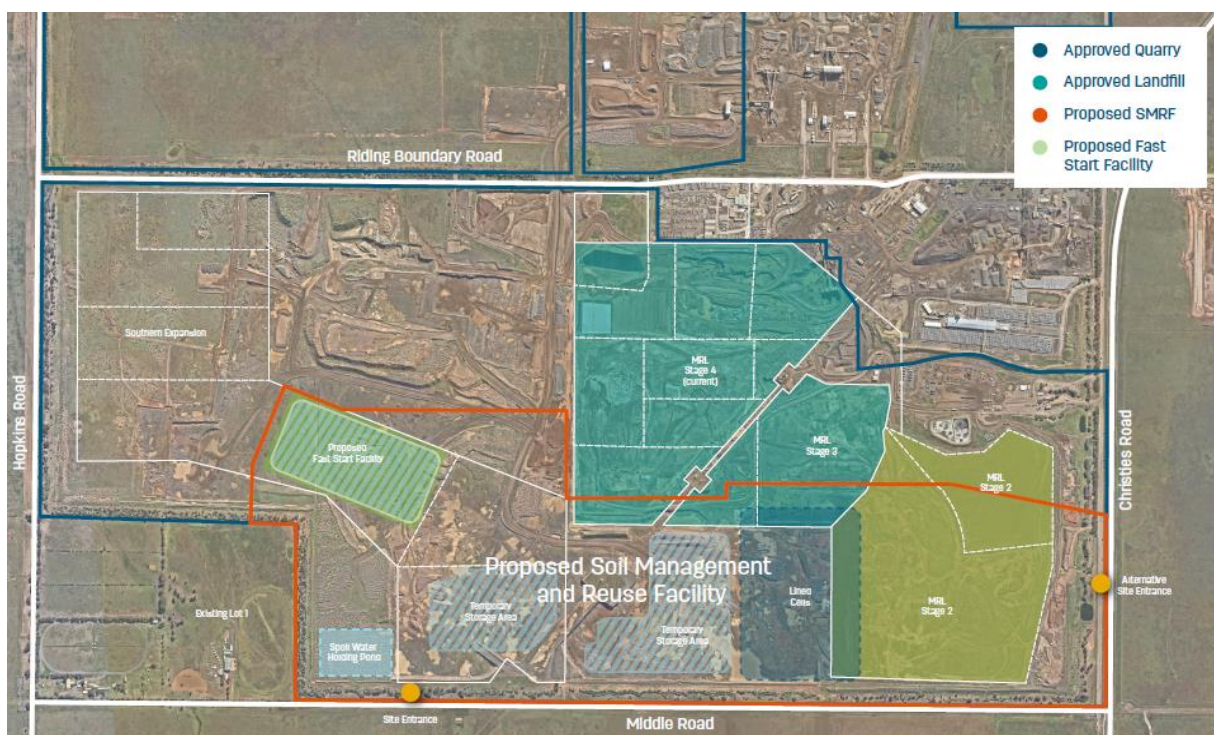 Approved Quarry
Approved Landfill
Proposed SMRF
Proposed Fast
Start Facility
Riding Boundary Road
Hopkins Road
Christies Road
Southern Expansion
MRL
Stage 4
(current)
MRL
Stage 3
MRL
Stage 2
Proposed
Fast Start Facility
Proposed Soil Management
and Reuse Facility
Alternative
Site Entrance
Existing Lot 1
Temporary
Storage Area
Temporary
Storage Area
Lined
Cells
MRL
Stage 2
Spoil Water
Holding Pond
Site Entrance
Middle Road